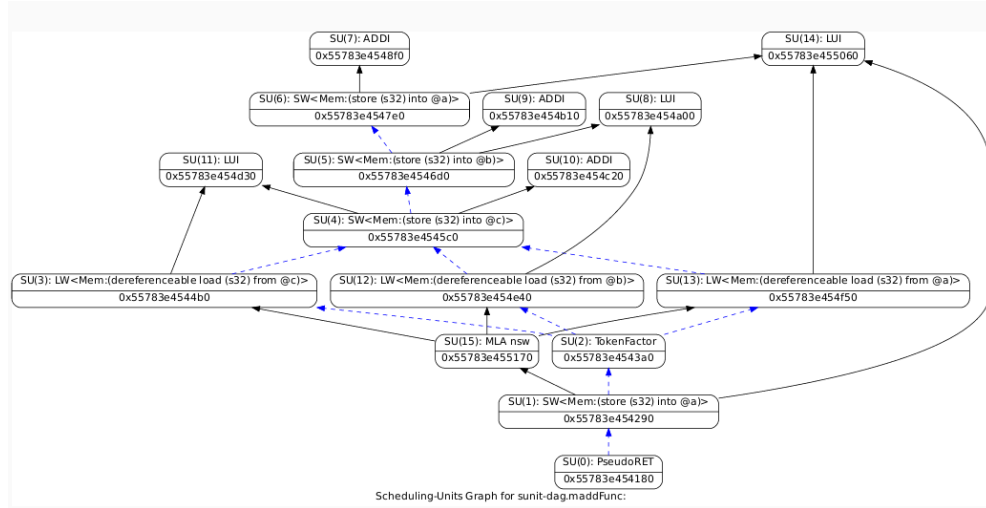 SU(7): ADDI
0x55783e4548f0
SU(14): LUI
0x55783e455060
SU(6): SW<Mem:(store (s32) into @a)>
0x55783e4547e0
SU(9): ADDI
0x55783e454b10
SU(8): LUI
0x55783e454a00
SU(11): LUI
0x55783e454d30
SU(5): SW<Mem:(store (s32) into @b)>
0x55783e4546d0
SU(10): ADDI
0x55783e454c20
SU(4): SW<Mem:(store (s32) into @c)>
0x55783e4545c0
SU(3): LW<Mem:(dereferenceable load (s32) from @c)>
0x55783e4544b0
SU(12): LW<Mem:(dereferenceable load (s32) from @b)>
0x55783e454e40
SU(13): LW<Mem:(dereferenceable load (s32) from @a)>
0x55783e454f50
SU(15): MLA nsw
0x55783e455170
SU(2): TokenFactor
0x55783e4543a0
SU(1): SW<Mem:(store (s32) into @a)>
0x55783e454290
SU(0): PseudoRET
0x55783e454180
Scheduling-Units Graph for sunit-dag.maddFunc: